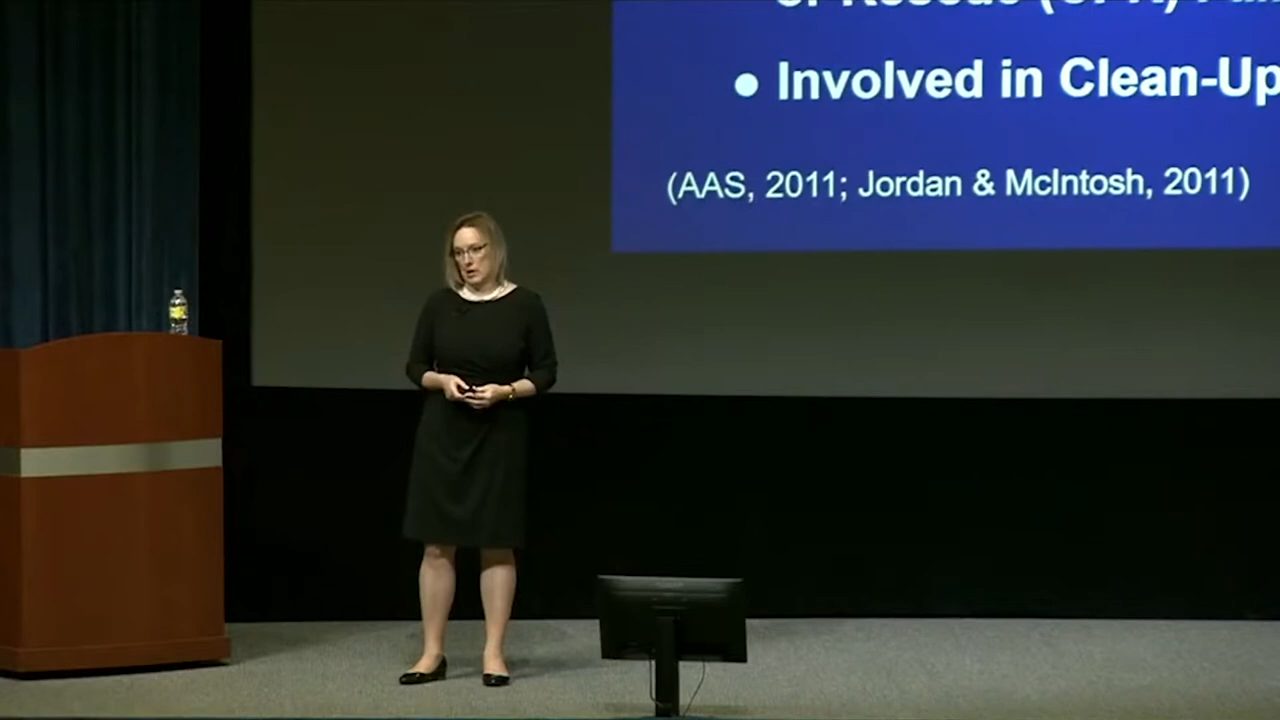 ● Involved in Clean-Up
(AAS, 2011; Jordan & McIntosh, 2011)